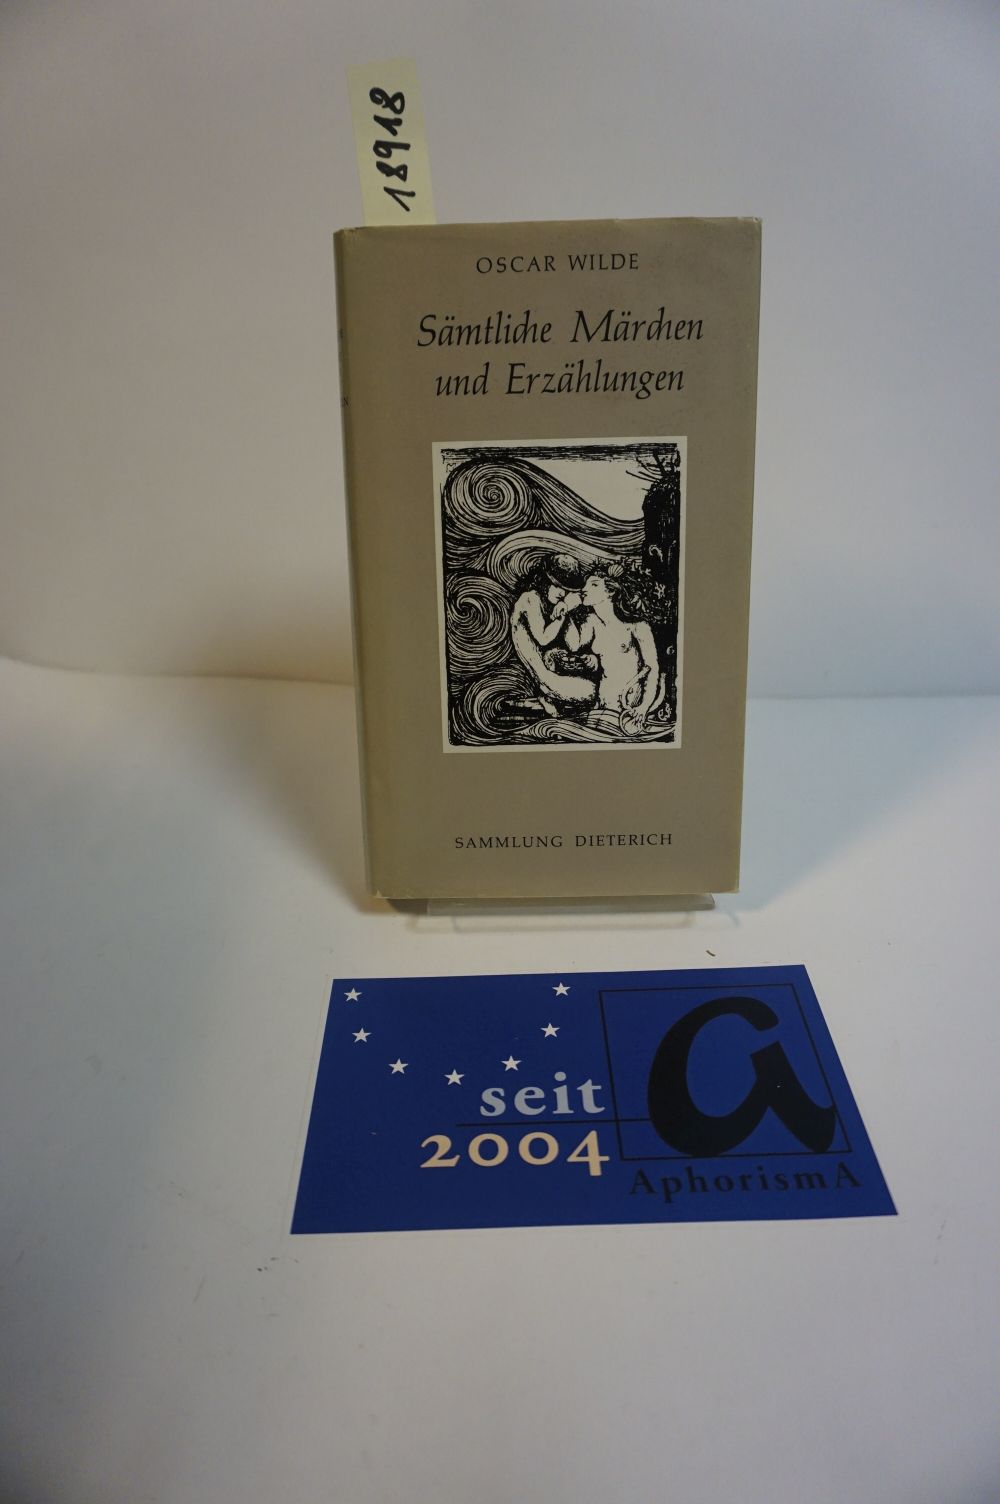 18918
OSCAR WILDE
Sämtliche Märchen
und Erzählungen
SAMMLUNG DIETERICH
seit
2004
a
AphorismA